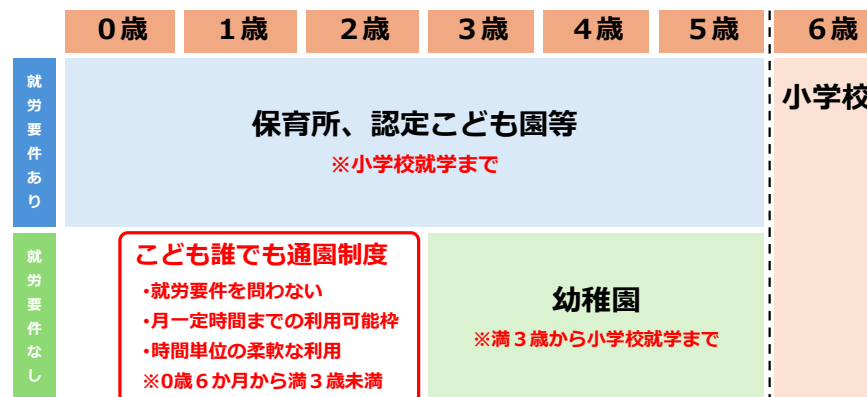 0歳 1歳 2歳 3歳 4歳 5歳 6歳
就労要件あり
保育所、認定こども園等
※小学校就学まで
小学校
就労要件なし
こども誰でも通園制度
・就労要件を問わない
・月一定時間までの利用可能枠
・時間単位の柔軟な利用
※0歳６か月から満３歳未満
幼稚園
※満３歳から小学校就学まで